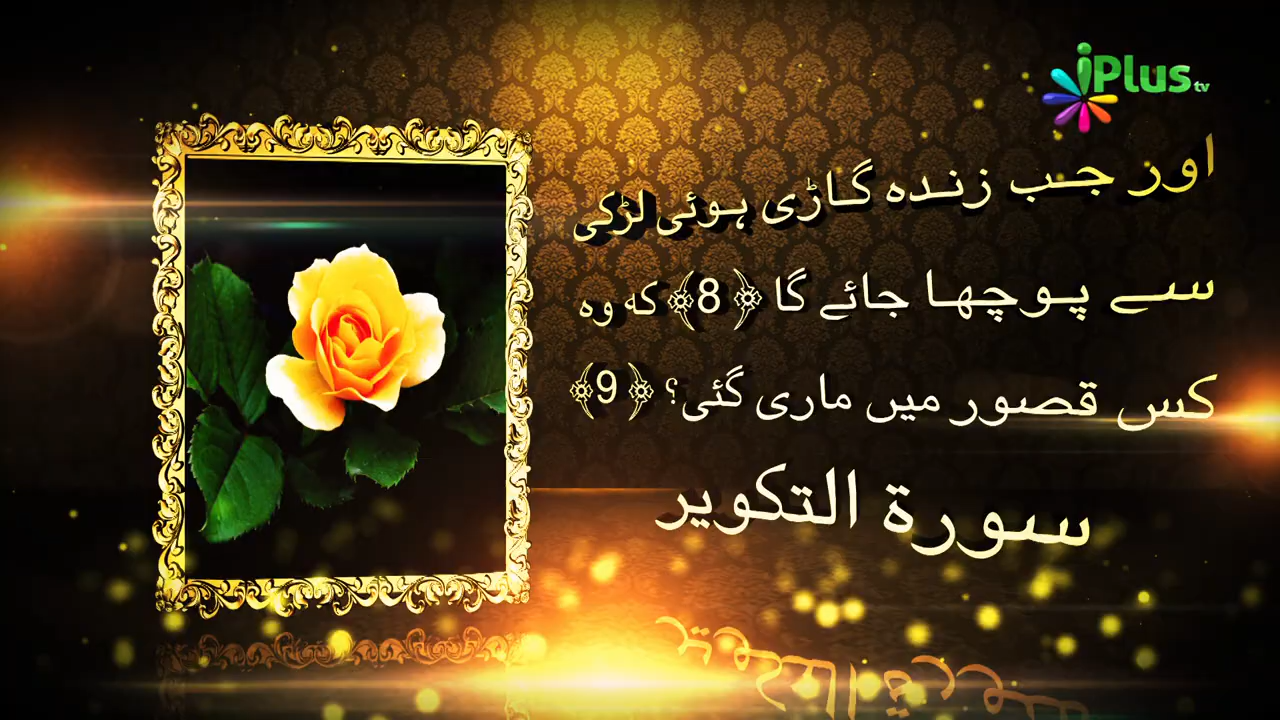 iPlus tv
اور جب زندہ گاڑی ہوئی لڑکی
سے پوچھا جائے گا ﴿8﴾ کہ وہ
کس قصور میں ماری گئی؟ ﴿9﴾
سورة التکویر